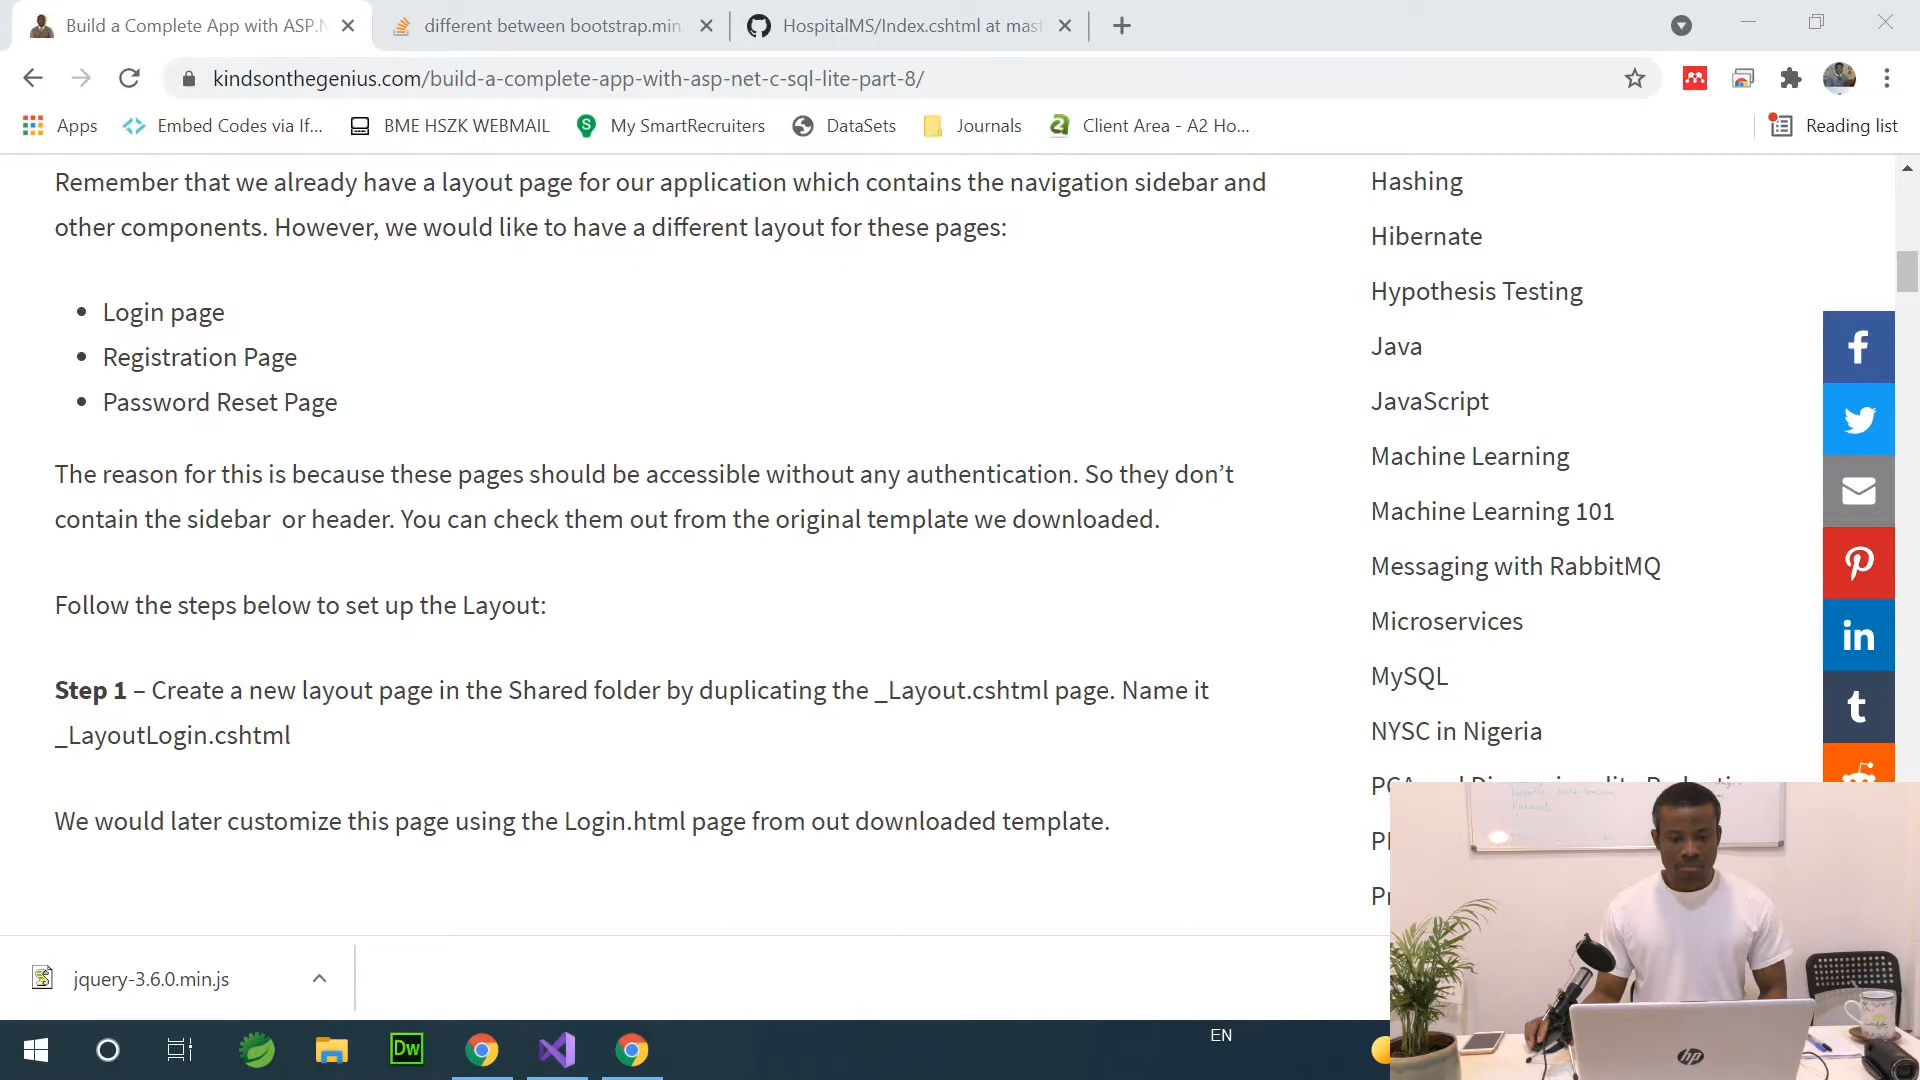 Build a Complete App with ASP.N
different between bootstrap.min
HospitalMS/Index.cshtml at mast
kindsonthegenius.com/build-a-complete-app-with-asp-net-c-sql-lite-part-8/
Apps
Embed Codes via If...
BME HSZK WEBMAIL
My SmartRecruiters
DataSets
Journals
Client Area - A2 Ho...
Reading list
Remember that we already have a layout page for our application which contains the navigation sidebar and
other components. However, we would like to have a different layout for these pages:
Login page
Registration Page
Password Reset Page
The reason for this is because these pages should be accessible without any authentication. So they don’t
contain the sidebar or header. You can check them out from the original template we downloaded.
Follow the steps below to set up the Layout:
Step 1 – Create a new layout page in the Shared folder by duplicating the _Layout.cshtml page. Name it
_LayoutLogin.cshtml
We would later customize this page using the Login.html page from out downloaded template.
Hashing
Hibernate
Hypothesis Testing
Java
JavaScript
Machine Learning
Machine Learning 101
Messaging with RabbitMQ
Microservices
MySQL
NYSC in Nigeria
jquery-3.6.0.min.js
Dw
EN
hp